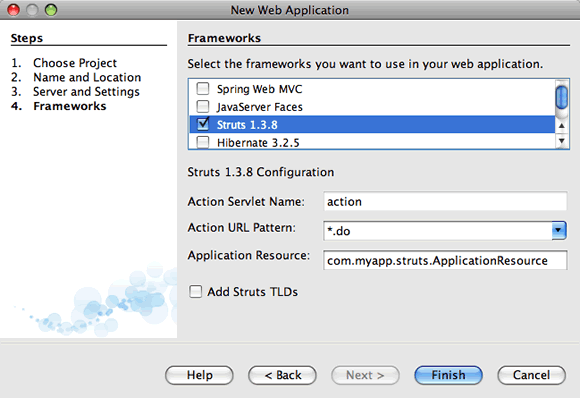 New Web Application
Steps
1. Choose Project
2. Name and Location
3. Server and Settings
4. Frameworks
Frameworks
Select the frameworks you want to use in your web application.
Spring Web MVC
JavaServer Faces
Struts 1.3.8
Hibernate 3.2.5
Struts 1.3.8 Configuration
Action Servlet Name: action
Action URL Pattern: *.do
Application Resource: com.myapp.struts.ApplicationResource
Add Struts TLDs
Help < Back Next > Finish Cancel